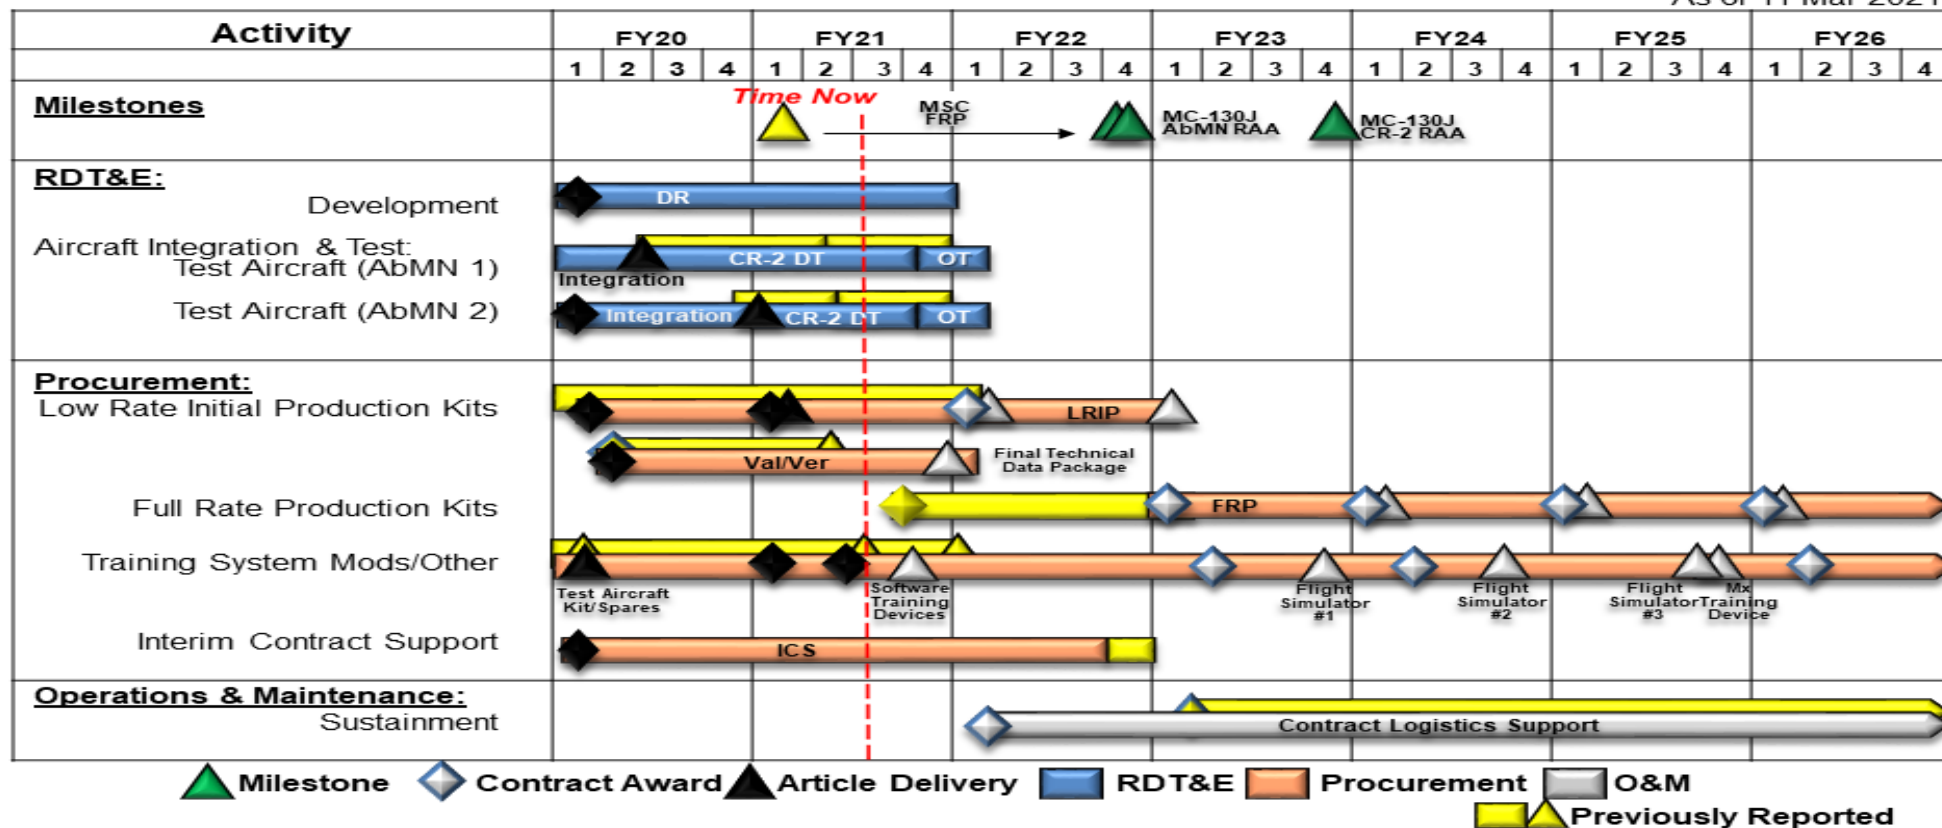 As of 11 Mar 2021
Activity FY20 FY21 FY22 FY23 FY24 FY25 FY26
1 2 3 4 1 2 3 4 1 2 3 4 1 2 3 4 1 2 3 4 1 2 3 4 1 2 3 4
Time Now
Milestones
MSC
FRP
MC-130J
AbMN RAA
MC-130J
CR-2 RAA
RDT&E:
Development
DR
Aircraft Integration & Test:
Test Aircraft (AbMN 1)
CR-2 DT OT
Integration
Test Aircraft (AbMN 2)
Integration CR-2 DT OT
Procurement:
Low Rate Initial Production Kits
LRIP
Val/Ver
Final Technical
Data Package
Full Rate Production Kits
FRP
Training System Mods/Other
Test Aircraft
Kit/Spares
Software
Training
Devices
Flight
Simulator
#1
Flight
Simulator
#2
Flight
Simulator
#3
Mx
Training
Device
Interim Contract Support
ICS
Operations & Maintenance:
Sustainment
Contract Logistics Support
Milestone Contract Award Article Delivery RDT&E Procurement O&M
Previously Reported